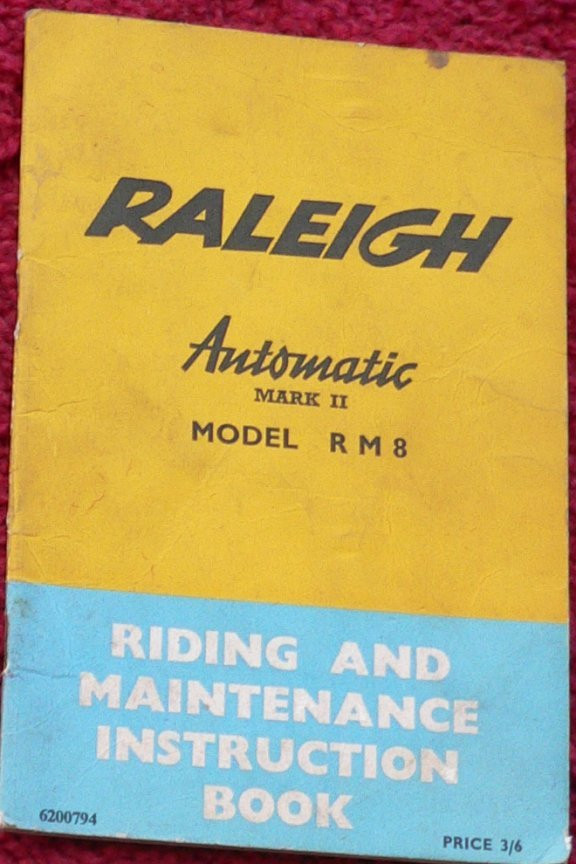 RALEIGH
Automatic
MARK II
MODEL RM8
RIDING AND
MAINTENANCE
INSTRUCTION
BOOK
6200794
PRICE 3/6